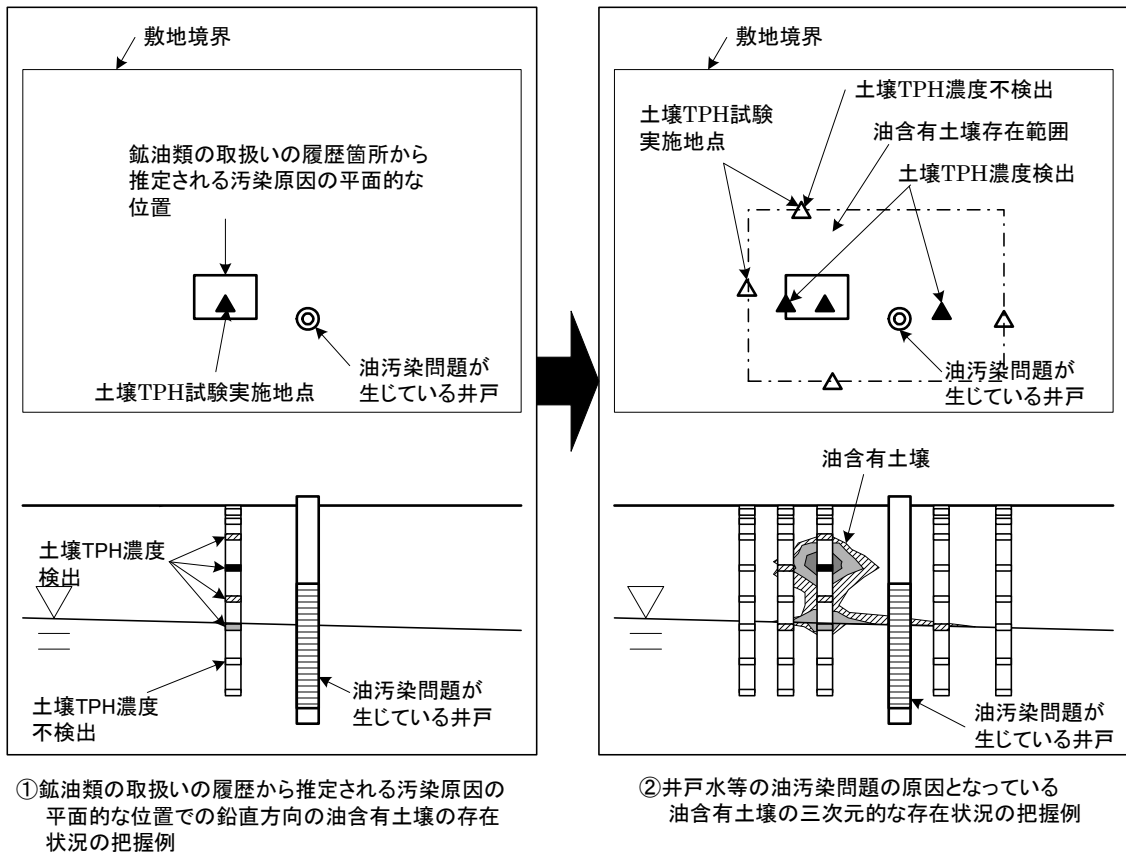 敷地境界
鉱油類の取扱いの履歴箇所から
推定される汚染原因の平面的な
位置
土壌TPH試験実施地点
油汚染問題が
生じている井戸
土壌TPH濃度
検出
土壌TPH濃度
不検出
油汚染問題が
生じている井戸
①鉱油類の取扱いの履歴から推定される汚染原因の
平面的な位置での鉛直方向の油含有土壌の存在
状況の把握例
敷地境界
土壌TPH試験
実施地点
土壌TPH濃度不検出
油含有土壌存在範囲
土壌TPH濃度検出
油汚染問題が
生じている井戸
油含有土壌
油汚染問題が
生じている井戸
②井戸水等の油汚染問題の原因となっている
油含有土壌の三次元的な存在状況の把握例